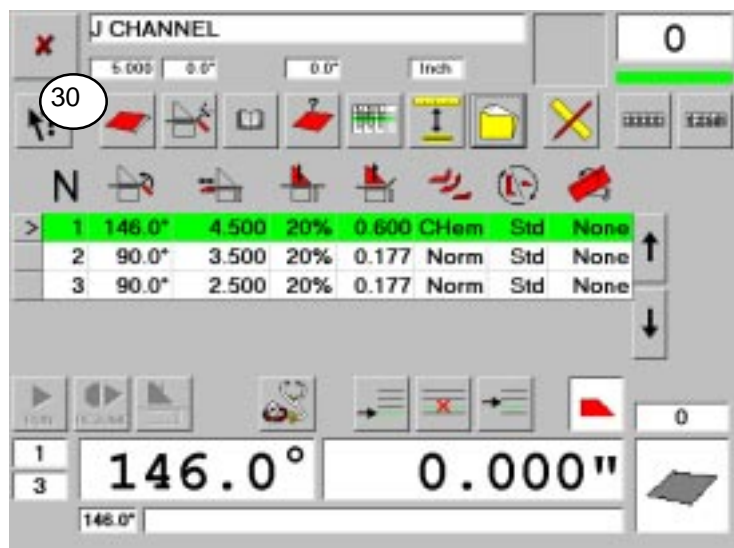 J CHANNEL
0
5.000 0.0° 0.0° Inch
30
?
N
> 1 146.0° 4.500 20% 0.600 CHem Std None
2 90.0° 3.500 20% 0.177 Norm Std None
3 90.0° 2.500 20% 0.177 Norm Std None
RUN
0
1
3
146.0° 0.000"
146.0°